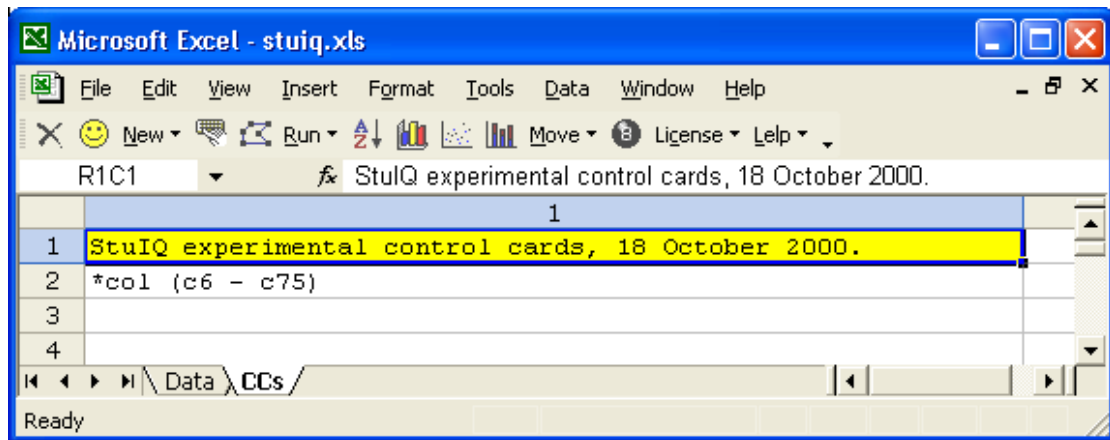 Microsoft Excel - stuiq.xls
File Edit View Insert Format Tools Data Window Help
New Run Move License Lelp
R1C1 fx StuIQ experimental control cards, 18 October 2000.
1
1 StuIQ experimental control cards, 18 October 2000.
2 *col (c6 - c75)
3
4
Data CCs
Ready